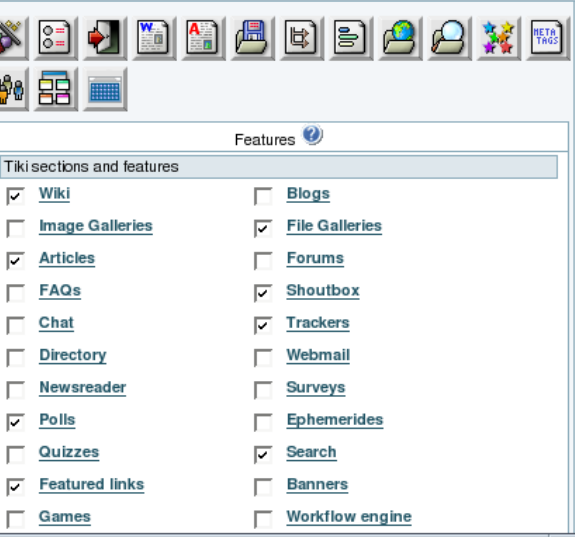 W
A
META
TAGS
Features ?
Tiki sections and features
Wiki Blogs
Image Galleries File Galleries
Articles Forums
FAQs Shoutbox
Chat Trackers
Directory Webmail
Newsreader Surveys
Polls Ephemerides
Quizzes Search
Featured links Banners
Games Workflow engine